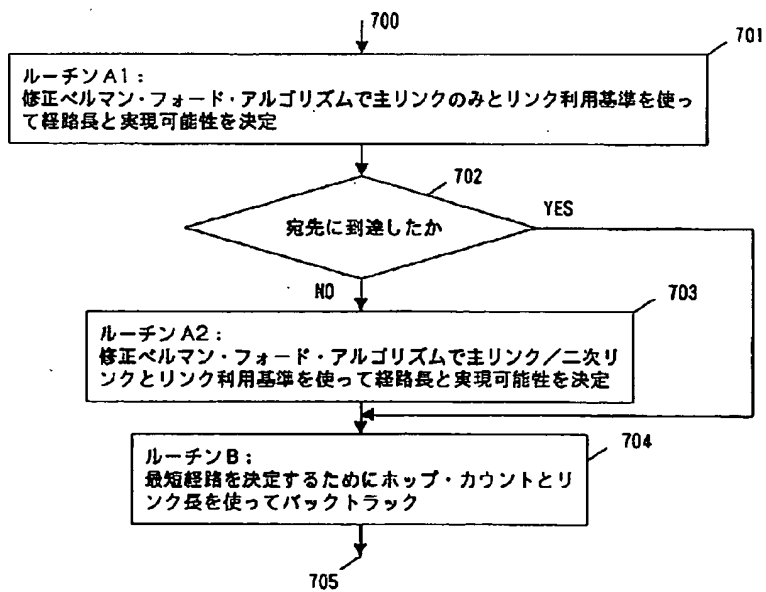 700
701
ルーチンA1:
修正ベルマン・フォード・アルゴリズムで主リンクのみとリンク利用基準を使っ
て経路長と実現可能性を決定
702
宛先に到達したか
YES
NO
703
ルーチンA2:
修正ベルマン・フォード・アルゴリズムで主リンク/二次リ
ンクとリンク利用基準を使って経路長と実現可能性を決定
704
ルーチンB:
最短経路を決定するためにホップ・カウントとリ
ンク長を使ってバックトラック
705